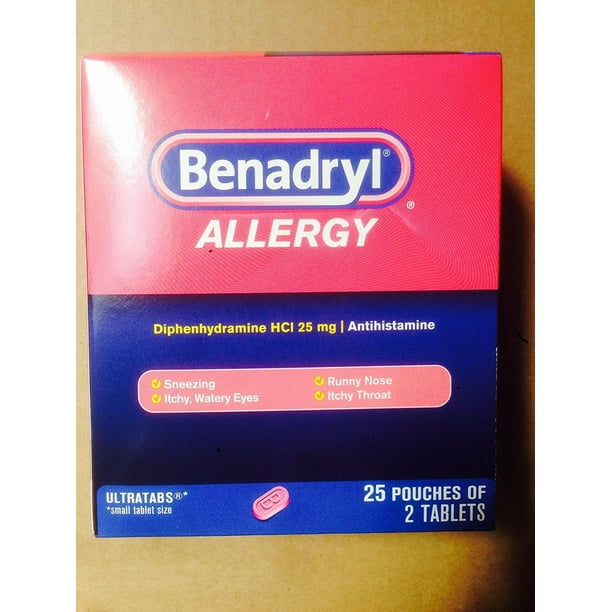 Benadryl®
®
ALLERGY
Diphenhydramine HCl 25 mg | Antihistamine
Sneezing
Itchy, Watery Eyes
Runny Nose
Itchy Throat
ULTRATABS®*
*small tablet size
25 POUCHES OF
2 TABLETS